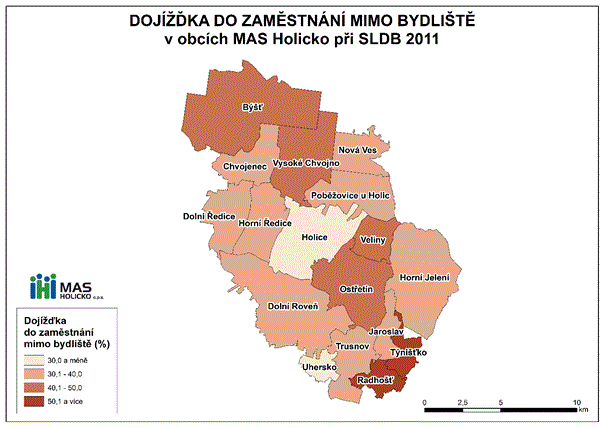 DOJÍŽĎKA DO ZAMĚSTNÁNÍ MIMO BYDLIŠTĚ
v obcích MAS Holicko při SLDB 2011
Býšť
Nová Ves
Chvojenec
Vysoké Chvojno
Poběžovice u Holic
Dolní Ředice
Horní Ředice
Holice
Veliny
Horní Jelení
Ostřetín
Dolní Roveň
Jaroslav
Trusnov
Týnišťko
Uhersko
Radhošť
MAS
HOLICKO o.p.s.
Dojížďka
do zaměstnání
mimo bydliště (%)
30,0 a méně
30,1 - 40,0
40,1 - 50,0
50,1 a více
0 2,5 5 10
km